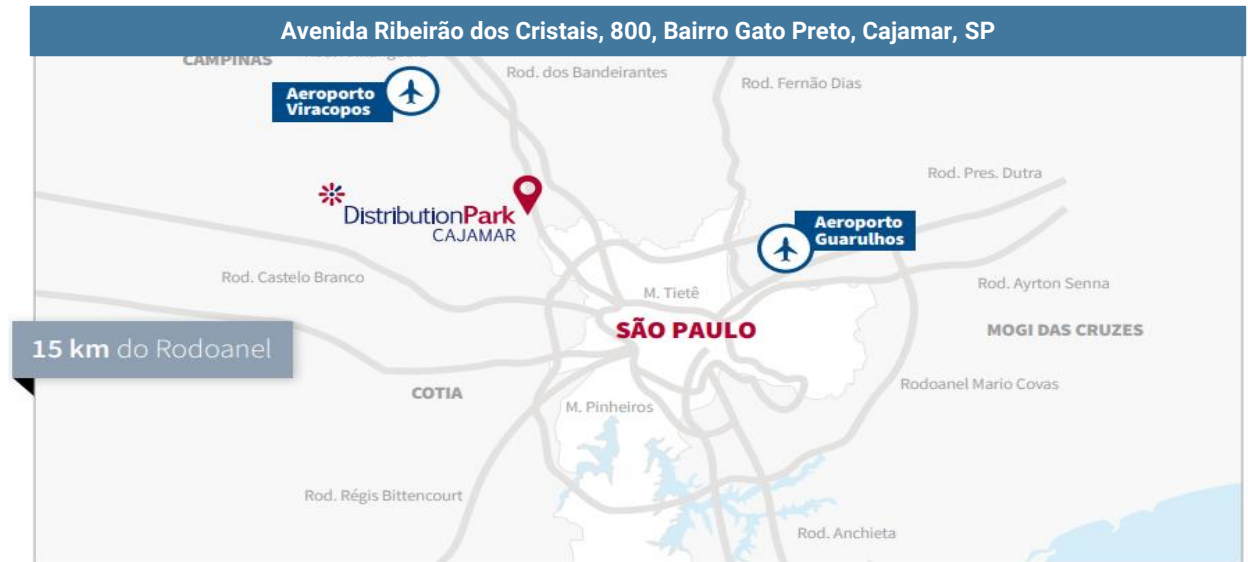 Avenida Ribeirão dos Cristais, 800, Bairro Gato Preto, Cajamar, SP
CAMPINAS
Rod. dos Bandeirantes
Rod. Fernão Dias
Aeroporto
Viracopos
Rod. Pres. Dutra
DistributionPark
CAJAMAR
Aeroporto
Guarulhos
Rod. Castelo Branco
M. Tietê
Rod. Ayrton Senna
SÃO PAULO
MOGI DAS CRUZES
15 km do Rodoanel
Rodoanel Mario Covas
COTIA
M. Pinheiros
Rod. Régis Bittencourt
Rod. Anchieta